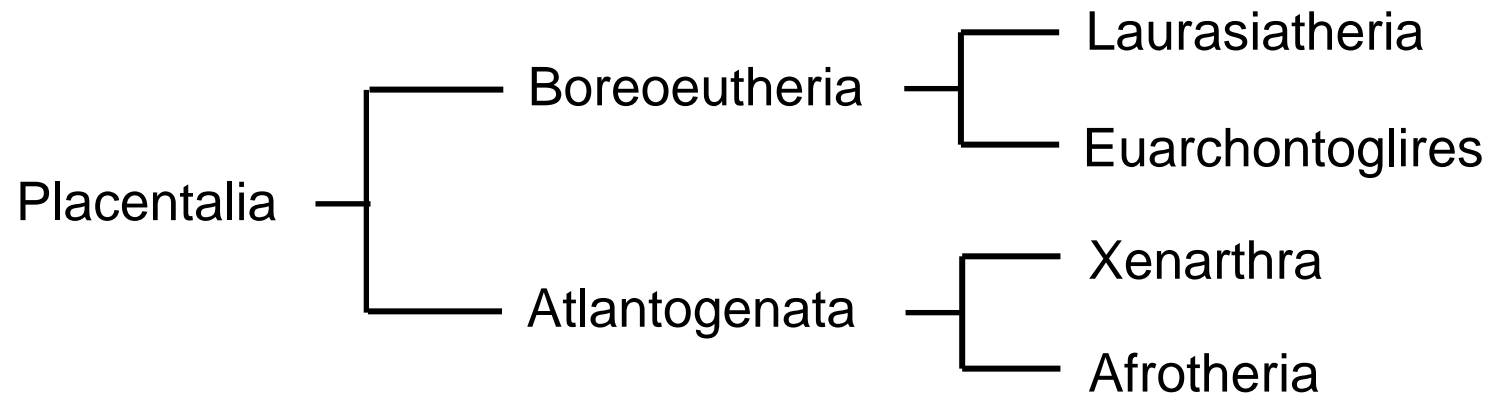 Laurasiatheria
Boreoeutheria
Euarchontoglires
Placentalia
Xenarthra
Atlantogenata
Afrotheria